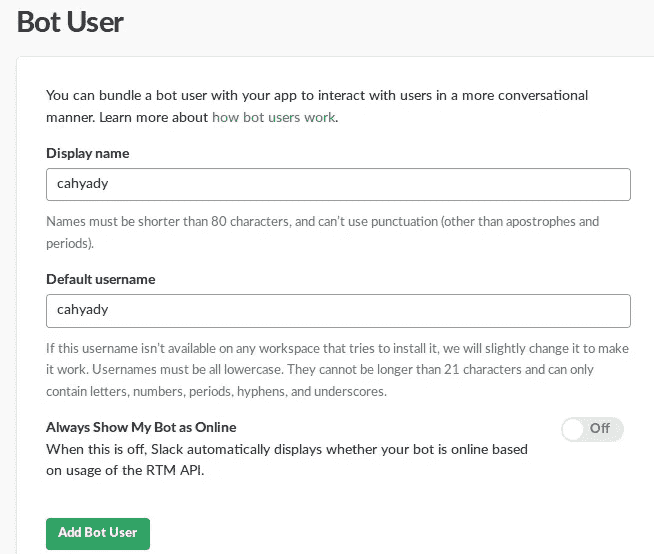 Bot User
You can bundle a bot user with your app to interact with users in a more conversational
manner. Learn more about how bot users work.
Display name
cahyady
Names must be shorter than 80 characters, and can't use punctuation (other than apostrophes and
periods).
Default username
cahyady
If this username isn't available on any workspace that tries to install it, we will slightly change it to make
it work. Usernames must be all lowercase. They cannot be longer than 21 characters and can only
contain letters, numbers, periods, hyphens, and underscores.
Always Show My Bot as Online
Off
When this is off, Slack automatically displays whether your bot is online based
on usage of the RTM API.
Add Bot User